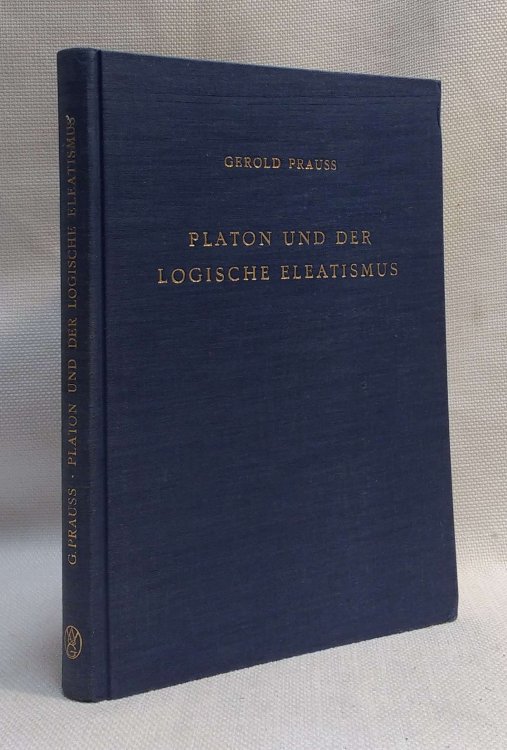 GEROLD PRAUSS
PLATON UND DER
LOGISCHE ELEATISMUS
G. PRAUSS · PLATON UND DER LOGISCHE ELEATISMUS